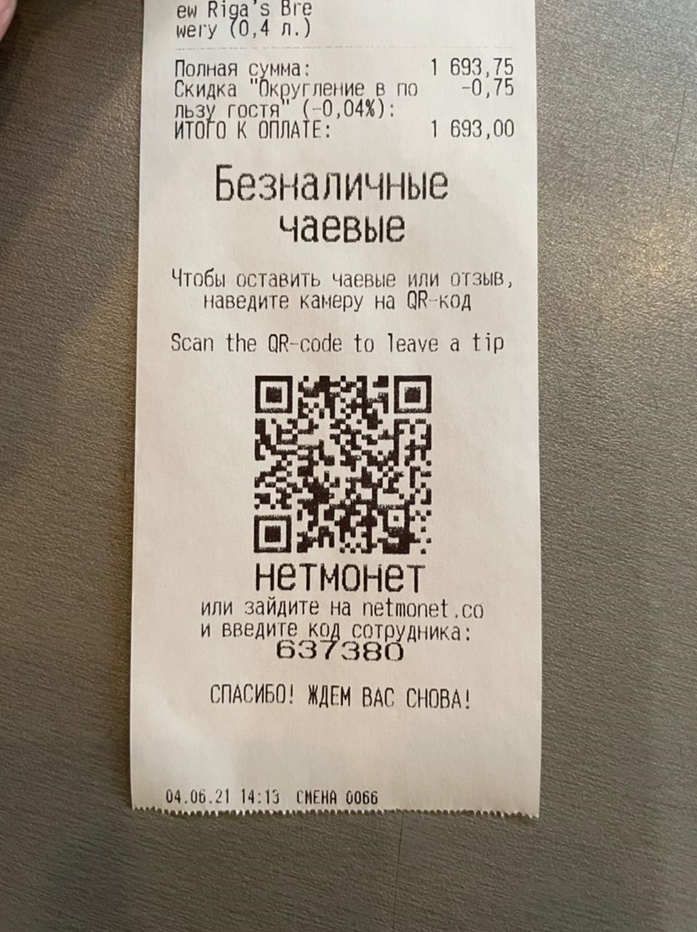 ew Riga's Bre
wery (0,4 л.)
Полная сумма: 1 693,75
Скидка "Округление в по -0,75
льзу гостя" (-0,04%):
ИТОГО К ОПЛАТЕ: 1 693,00
Безналичные
чаевые
Чтобы оставить чаевые или отзыв,
наведите камеру на QR-код
Scan the QR-code to leave a tip
нетмонет
или зайдите на netmonet.co
и введите код сотрудника:
637380
СПАСИБО! ЖДЕМ ВАС СНОВА!
04.06.21 14:13 СМЕНА 0066